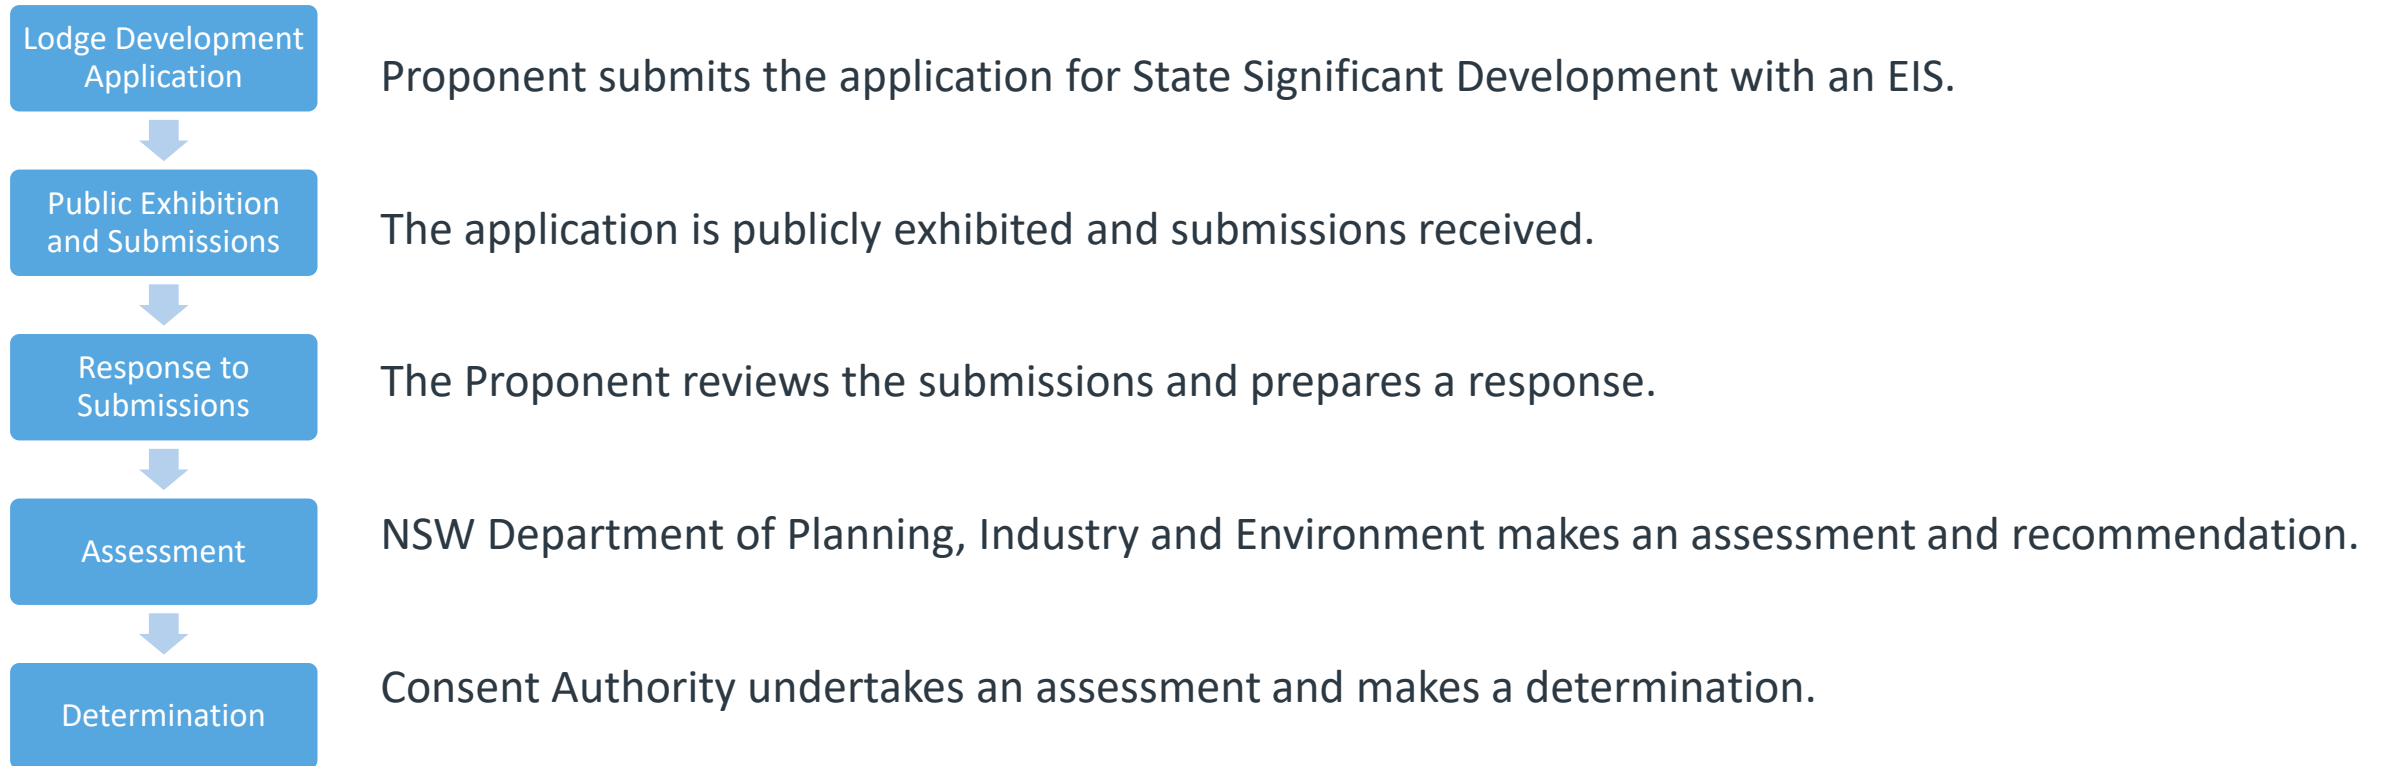 Lodge Development
Application
Proponent submits the application for State Significant Development with an EIS.
Public Exhibition
and Submissions
The application is publicly exhibited and submissions received.
Response to
Submissions
The Proponent reviews the submissions and prepares a response.
Assessment
NSW Department of Planning, Industry and Environment makes an assessment and recommendation.
Determination
Consent Authority undertakes an assessment and makes a determination.